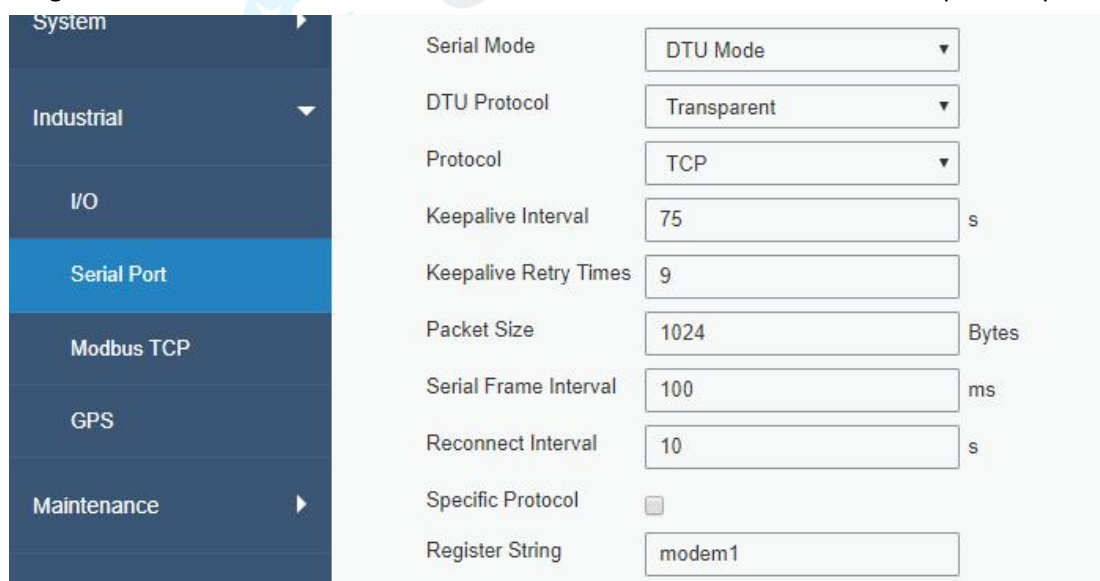 System
Serial Mode DTU Mode
DTU Protocol Transparent
Industrial
Protocol TCP
I/O
Keepalive Interval 75 s
Serial Port
Keepalive Retry Times 9
Packet Size 1024 Bytes
Modbus TCP
Serial Frame Interval 100 ms
GPS
Reconnect Interval 10 s
Maintenance
Specific Protocol
Register String modem1